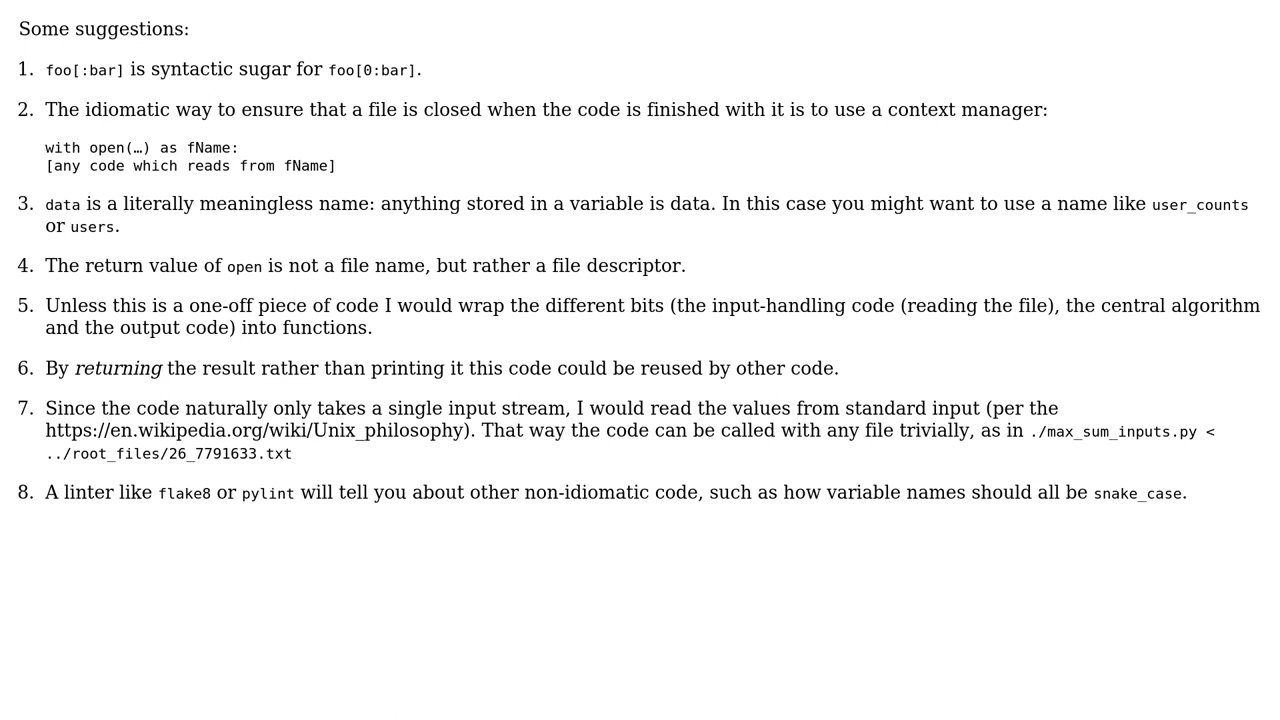 Some suggestions:
1. foo[:bar] is syntactic sugar for foo[0:bar].
2. The idiomatic way to ensure that a file is closed when the code is finished with it is to use a context manager:
with open(…) as fName:
[any code which reads from fName]
3. data is a literally meaningless name: anything stored in a variable is data. In this case you might want to use a name like user_counts
or users.
4. The return value of open is not a file name, but rather a file descriptor.
5. Unless this is a one-off piece of code I would wrap the different bits (the input-handling code (reading the file), the central algorithm
and the output code) into functions.
6. By returning the result rather than printing it this code could be reused by other code.
7. Since the code naturally only takes a single input stream, I would read the values from standard input (per the
https://en.wikipedia.org/wiki/Unix_philosophy). That way the code can be called with any file trivially, as in ./max_sum_inputs.py <
../root_files/26_7791633.txt
8. A linter like flake8 or pylint will tell you about other non-idiomatic code, such as how variable names should all be snake_case.